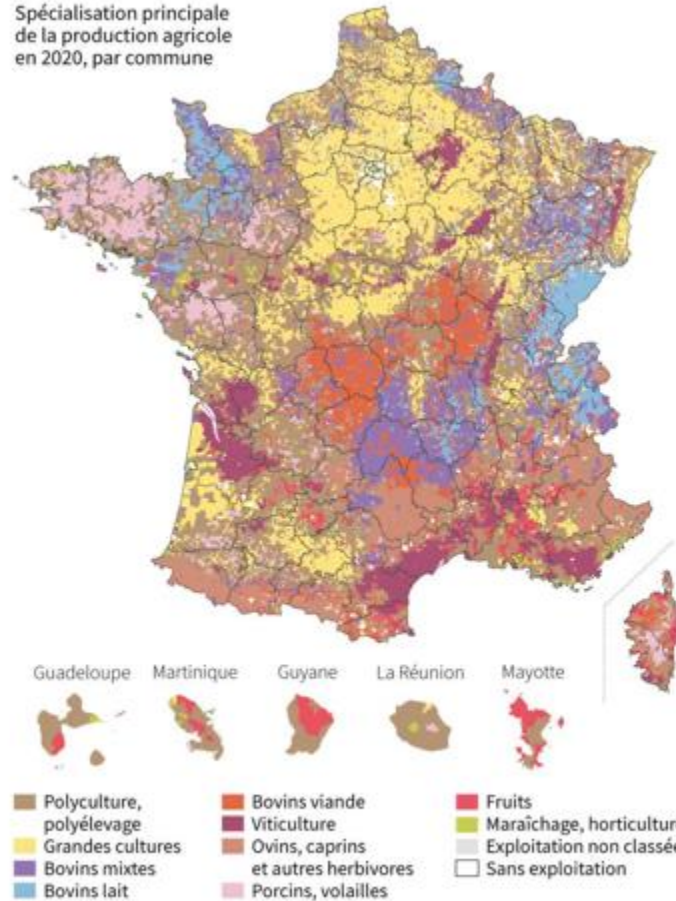 Spécialisation principale
de la production agricole
en 2020, par commune
Guadeloupe
Martinique
Guyane
La Réunion
Mayotte
Polyculture,
polyélevage
Grandes cultures
Bovins mixtes
Bovins lait
Bovins viande
Viticulture
Ovins, caprins
et autres herbivores
Porcins, volailles
Fruits
Maraîchage, horticultur
Exploitation non classée
Sans exploitation